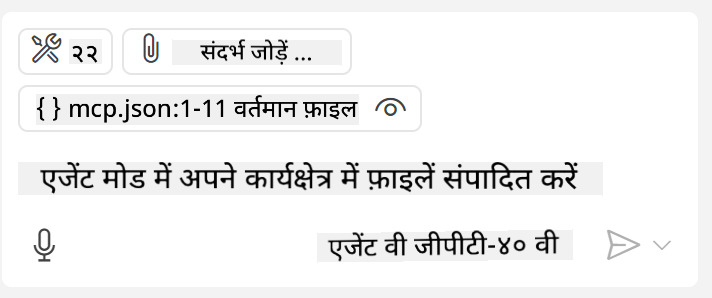 २२ संदर्भ जोड़ें ...
{ } mcp.json:1-11 वर्तमान फ़ाइल
एजेंट मोड में अपने कार्यक्षेत्र में फ़ाइलें संपादित करें
एजेंट वी जीपीटी-४० वी